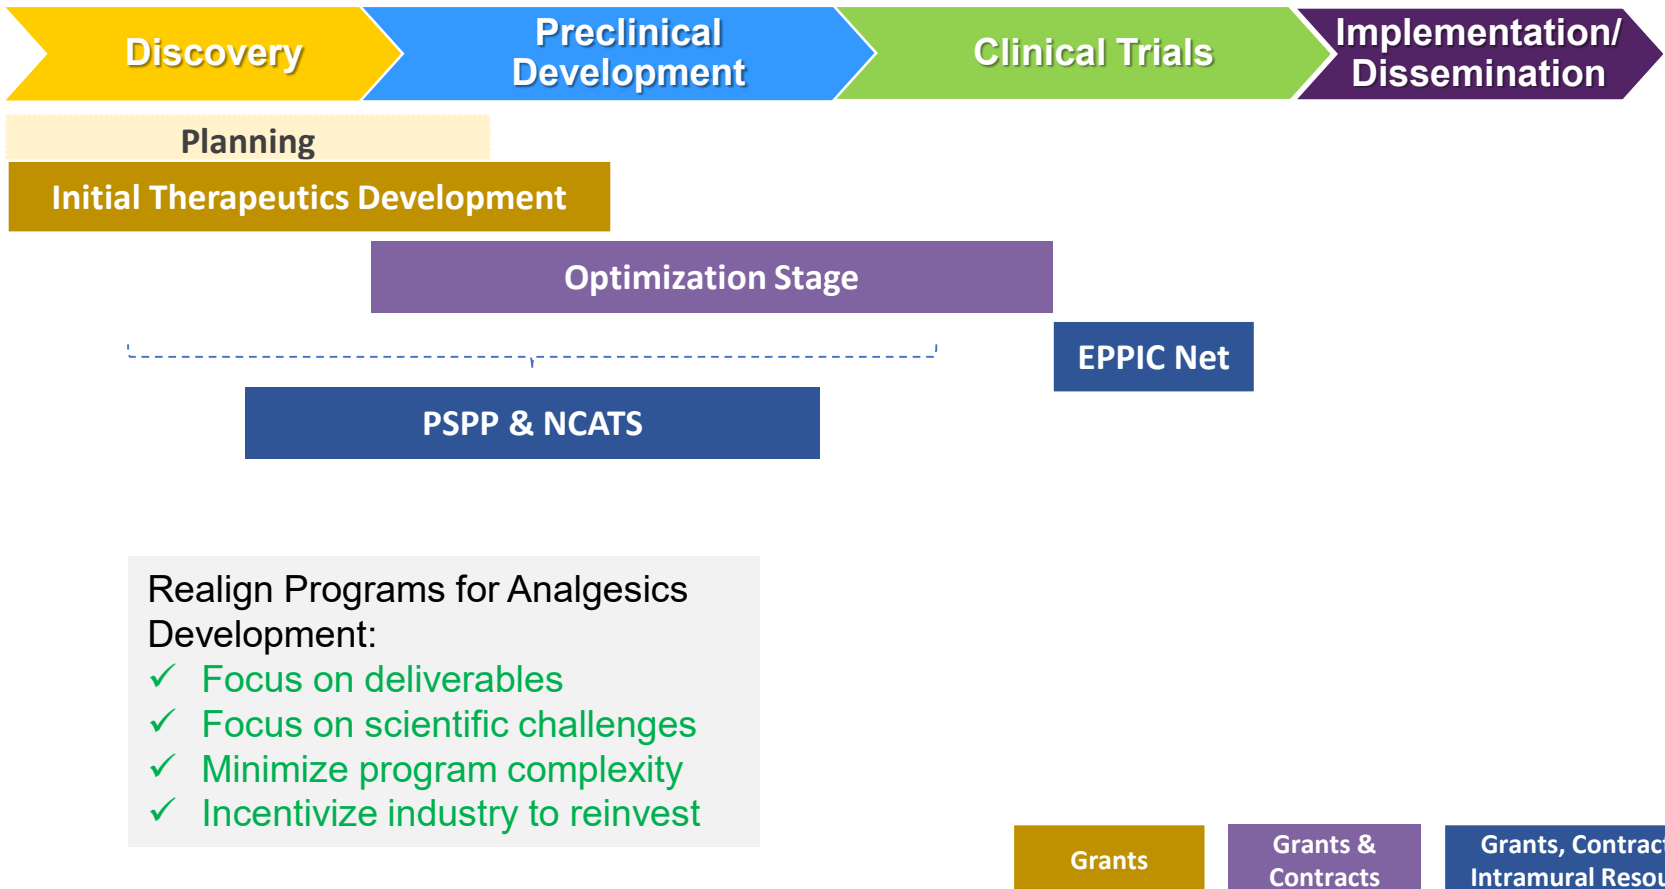 Discovery
Preclinical
Development
Clinical Trials
Implementation/
Dissemination
Planning
Initial Therapeutics Development
Optimization Stage
EPPIC Net
PSPP & NCATS
Realign Programs for Analgesics
Development:
✓ Focus on deliverables
✓ Focus on scientific challenges
✓ Minimize program complexity
✓ Incentivize industry to reinvest
Grants
Grants &
Contracts
Grants,
Intramural